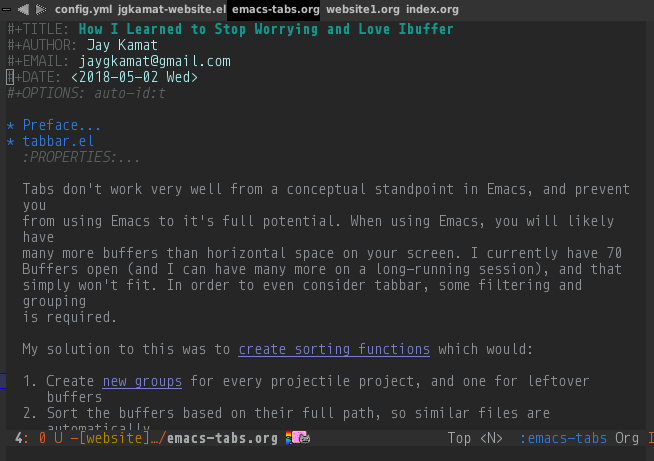 config.yml jgkamat-website.el emacs-tabs.org website1.org index.org
#+TITLE: How I Learned to Stop Worrying and Love Ibuffer
#+AUTHOR: Jay Kamat
#+EMAIL: jaygkamat@gmail.com
#+DATE: <2018-05-02 Wed>
#+OPTIONS: auto-id:t
* Preface...
* tabbar.el
:PROPERTIES:...
Tabs don't work very well from a conceptual standpoint in Emacs, and prevent
you
from using Emacs to it's full potential. When using Emacs, you will likely
have
many more buffers than horizontal space on your screen. I currently have 70
Buffers open (and I can have many more on a long-running session), and that
simply won't fit. In order to even consider tabbar, some filtering and
grouping
is required.
My solution to this was to create sorting functions which would:
1. Create new groups for every projectile project, and one for leftover
buffers
2. Sort the buffers based on their full path, so similar files are
automatically
4: 0 U -[website]…/emacs-tabs.org Top <N> :emacs-tabs Org I